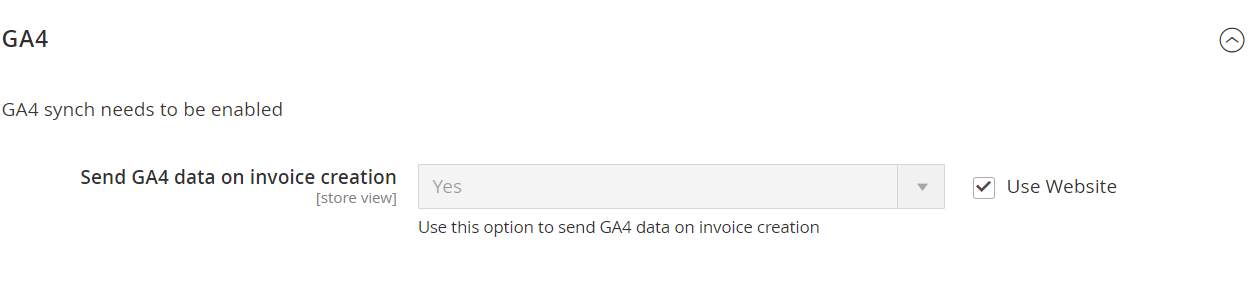 GA4
GA4 synch needs to be enabled
Send GA4 data on invoice creation
[store view]
Yes
Use Website
Use this option to send GA4 data on invoice creation